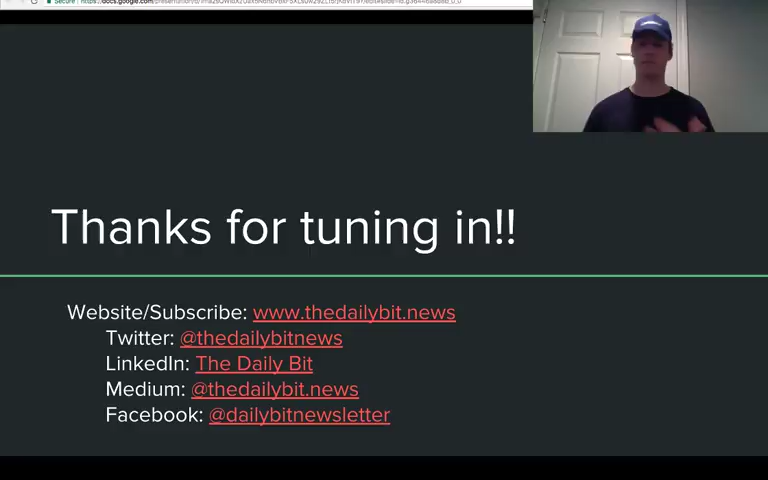 Thanks for tuning in!!
Website/Subscribe: www.thedailybit.news
Twitter: @thedailybitnews
LinkedIn: The Daily Bit
Medium: @thedailybit.news
Facebook: @dailybitnewsletter